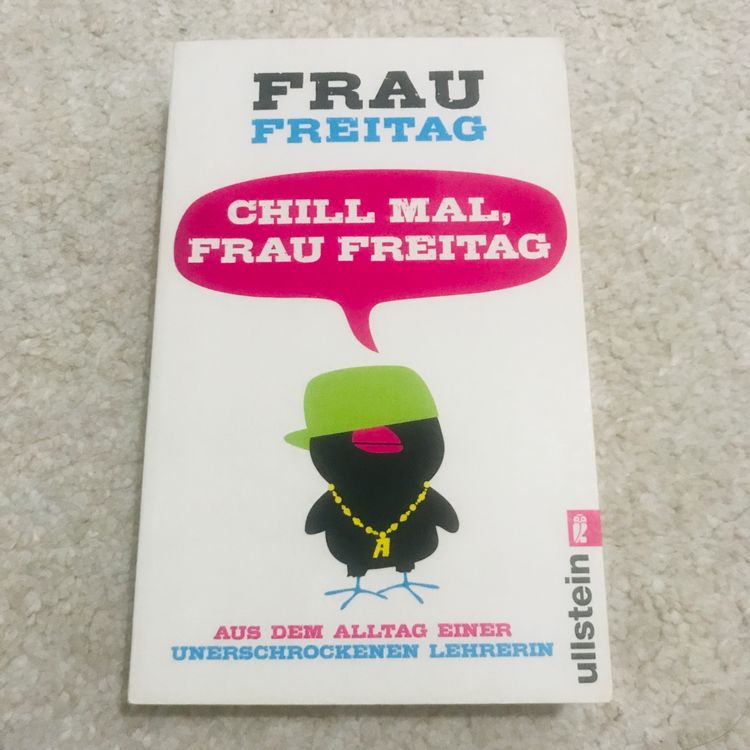 FRAU
FREITAG
CHILL MAL,
FRAU FREITAG
A
AUS DEM ALLTAG EINER
UNERSCHROCKENEN LEHRERIN
ullstein